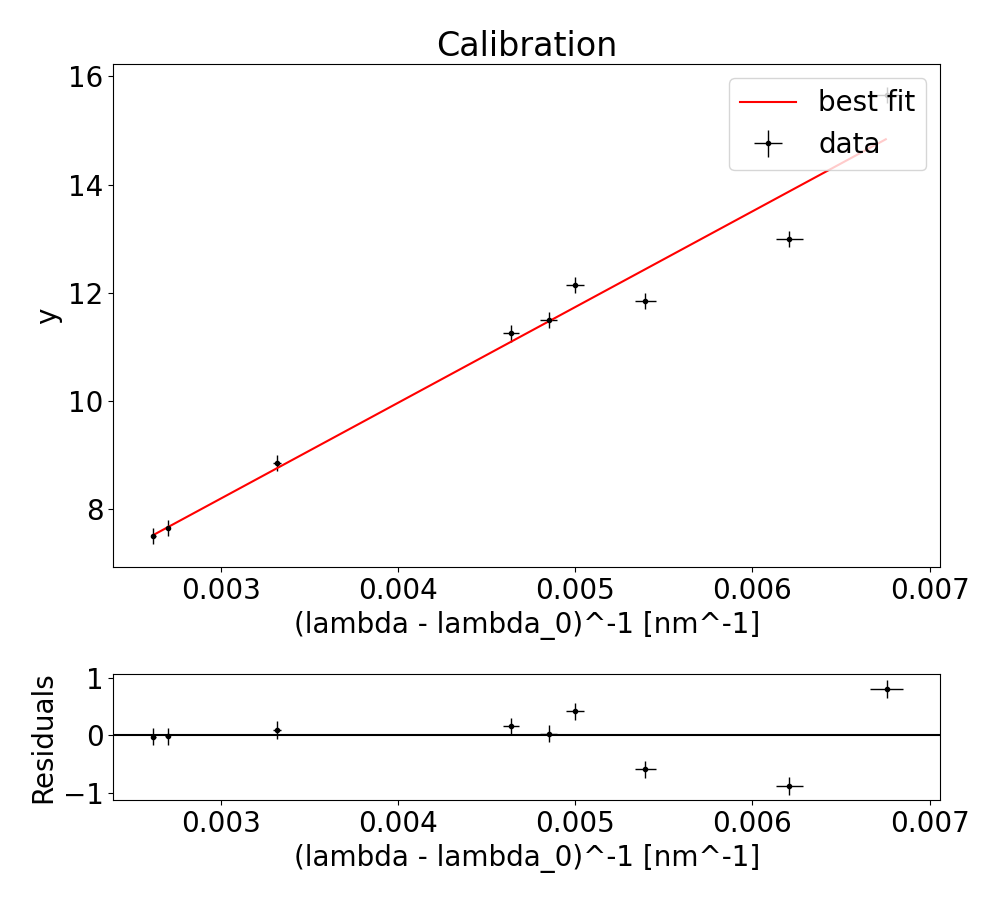 Calibration
best fit
data
y
16
14
12
10
8
0.003 0.004 0.005 0.006 0.007
(lambda - lambda_0)^-1 [nm^-1]
Residuals
1
0
−1
0.003 0.004 0.005 0.006 0.007
(lambda - lambda_0)^-1 [nm^-1]